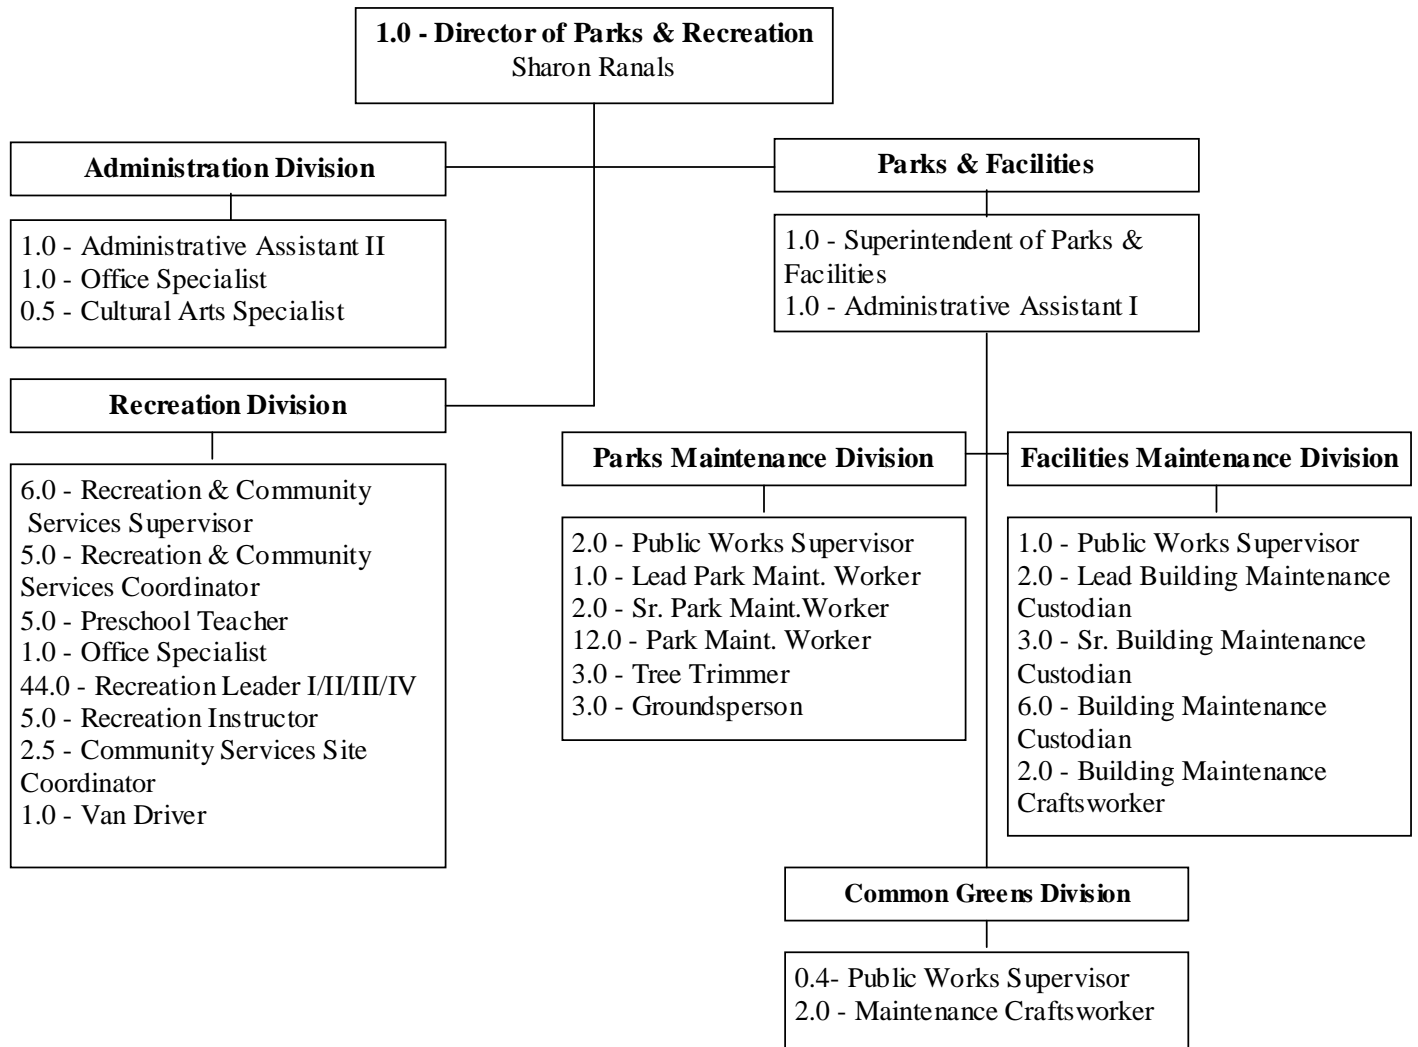 1.0 - Director of Parks & Recreation
Sharon Ranals
Administration Division
1.0 - Administrative Assistant II
1.0 - Office Specialist
0.5 - Cultural Arts Specialist
Parks & Facilities
1.0 - Superintendent of Parks &
Facilities
1.0 - Administrative Assistant I
Recreation Division
6.0 - Recreation & Community
Services Supervisor
5.0 - Recreation & Community
Services Coordinator
5.0 - Preschool Teacher
1.0 - Office Specialist
44.0 - Recreation Leader I/II/III/IV
5.0 - Recreation Instructor
2.5 - Community Services Site
Coordinator
1.0 - Van Driver
Parks Maintenance Division
2.0 - Public Works Supervisor
1.0 - Lead Park Maint. Worker
2.0 - Sr. Park Maint.Worker
12.0 - Park Maint. Worker
3.0 - Tree Trimmer
3.0 - Groundsperson
Facilities Maintenance Division
1.0 - Public Works Supervisor
2.0 - Lead Building Maintenance
Custodian
3.0 - Sr. Building Maintenance
Custodian
6.0 - Building Maintenance
Custodian
2.0 - Building Maintenance
Craftsworker
Common Greens Division
0.4- Public Works Supervisor
2.0 - Maintenance Craftsworker